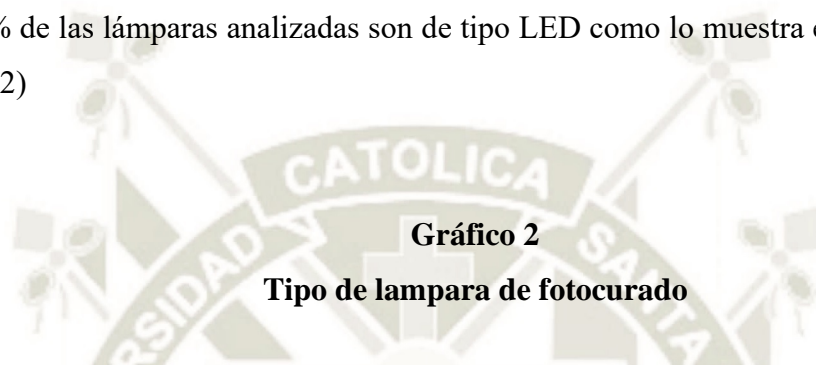 % de las lámparas analizadas son de tipo LED como lo muestra
2)
CATOLICA
Gráfico 2
Tipo de lampara de fotocurado